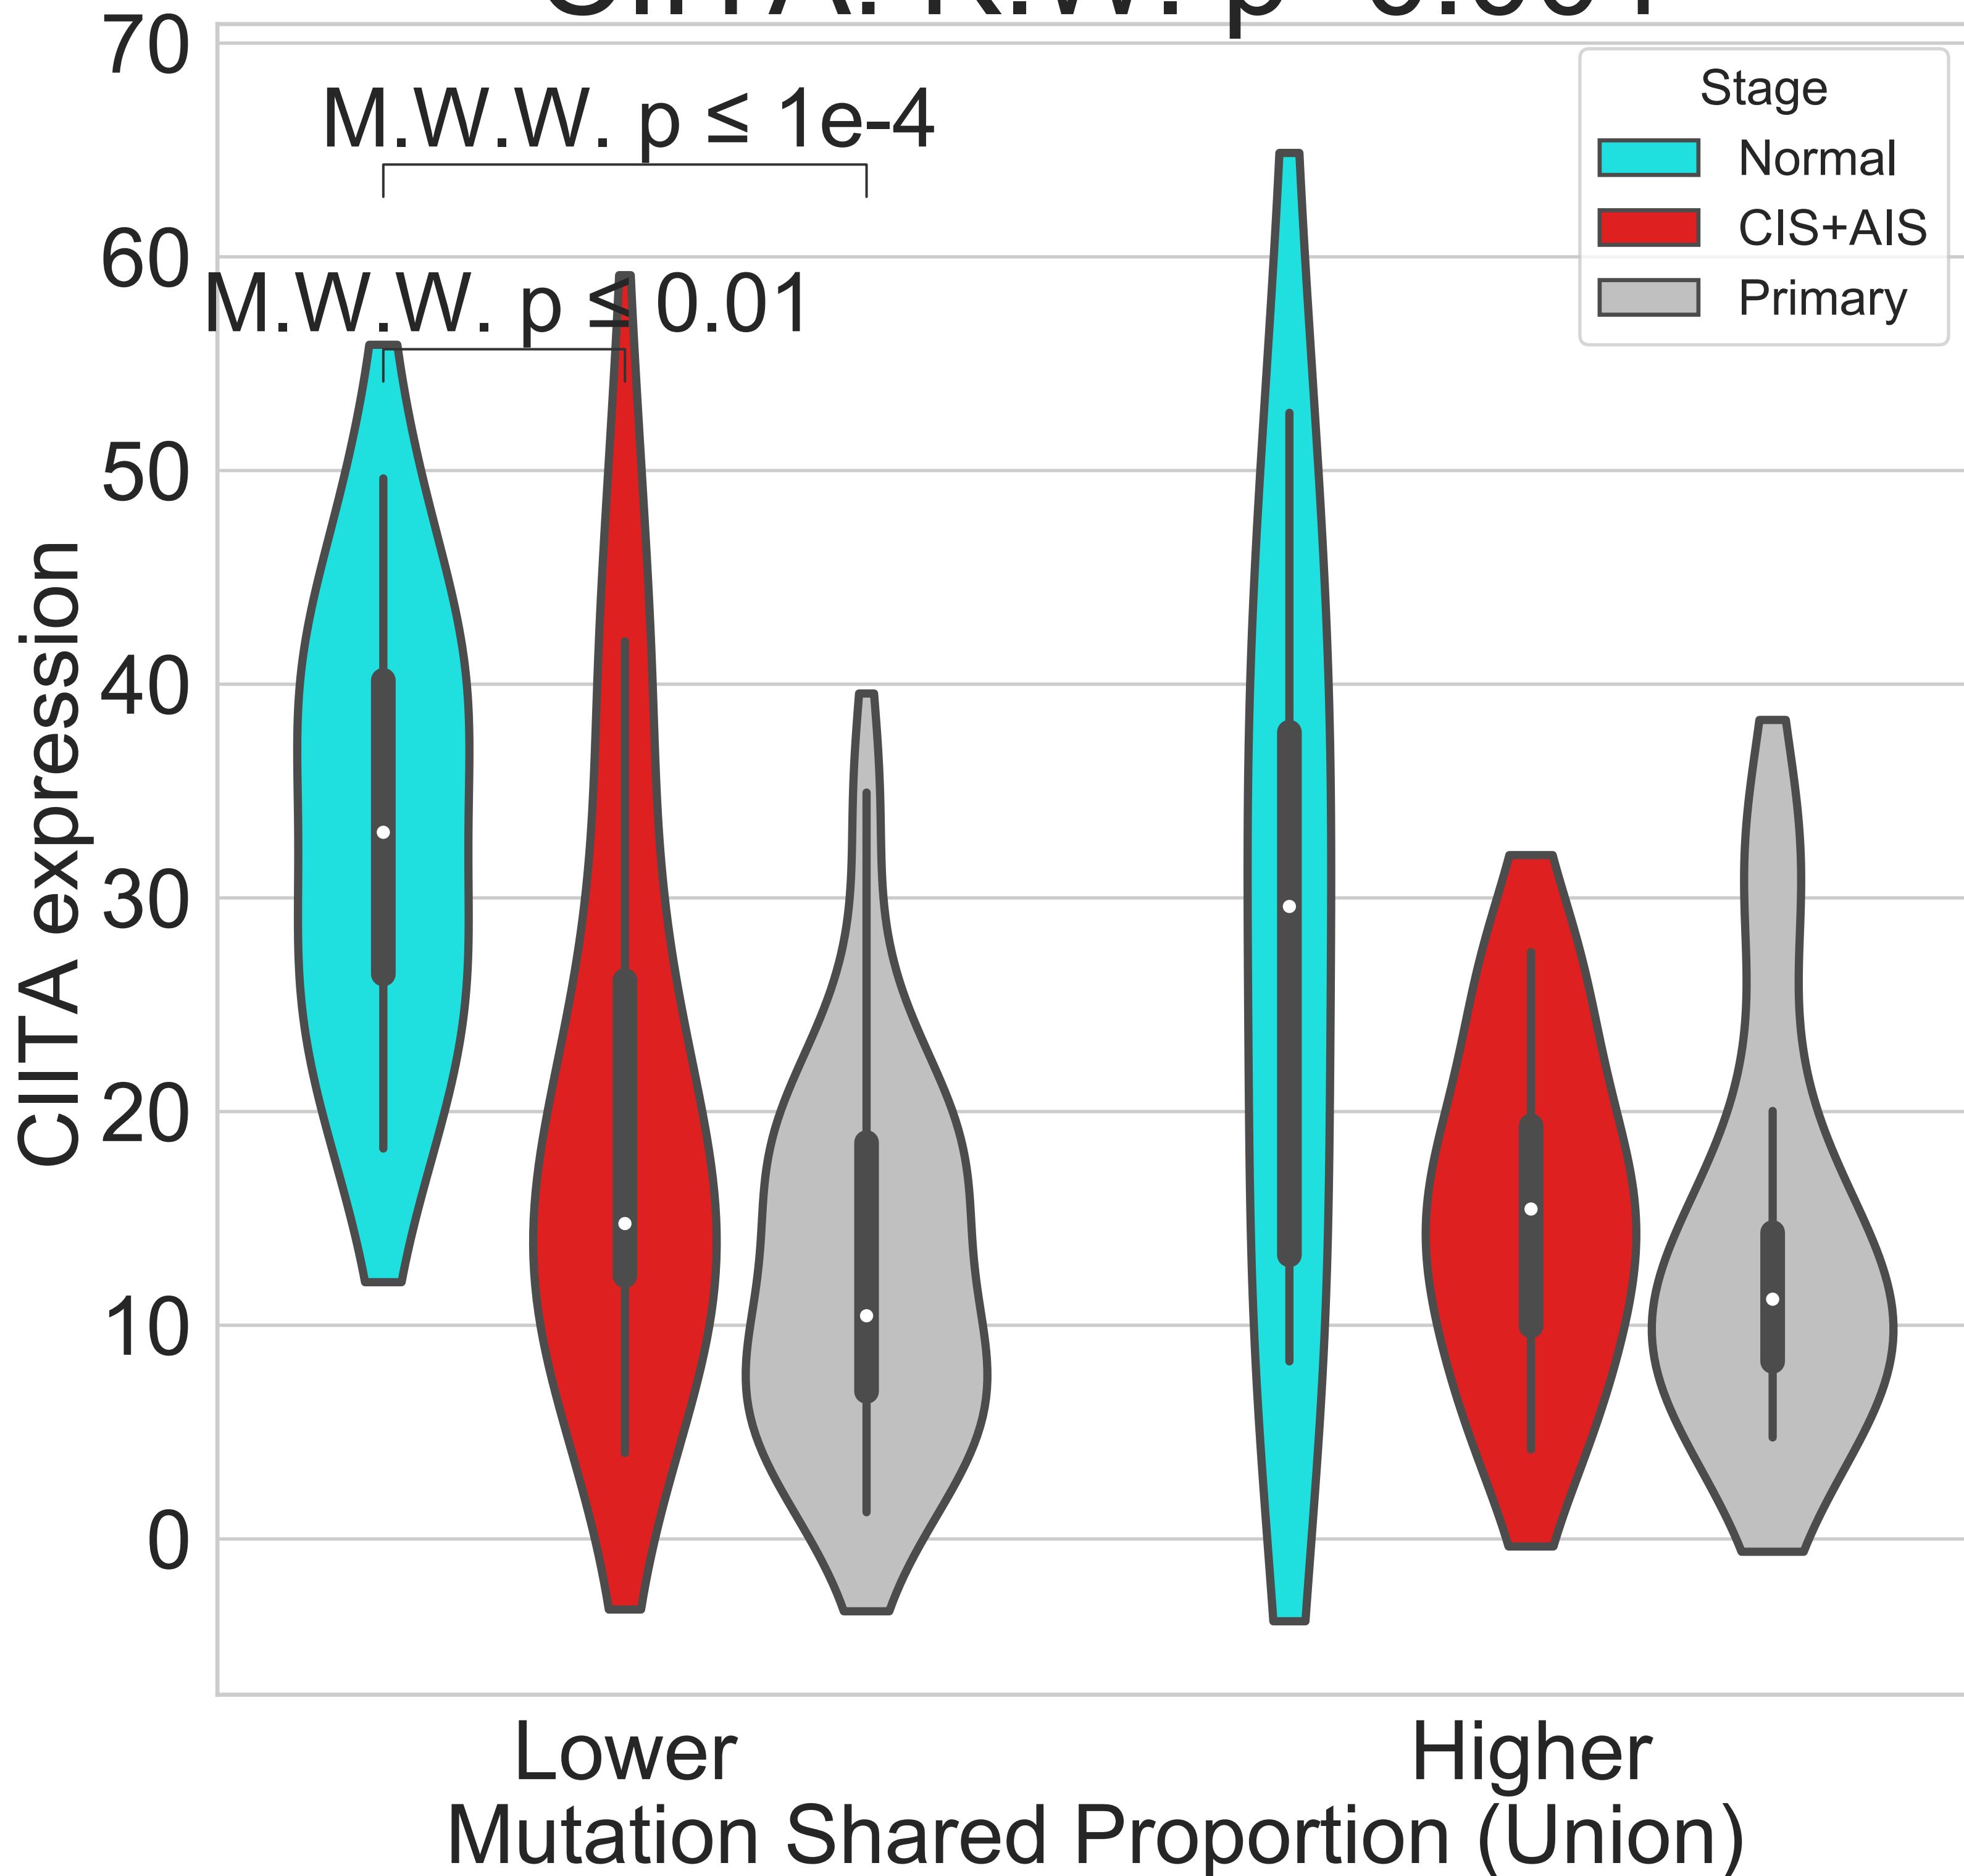 70
60
50
40
30
20
10
0
CIITA expression
M.W.W. p ≤ 1e-4
M.W.W. p ≤ 0.01
Stage
Normal
CIS+AIS
Primary
Lower
Higher
Mutation Shared Proportion (Union)